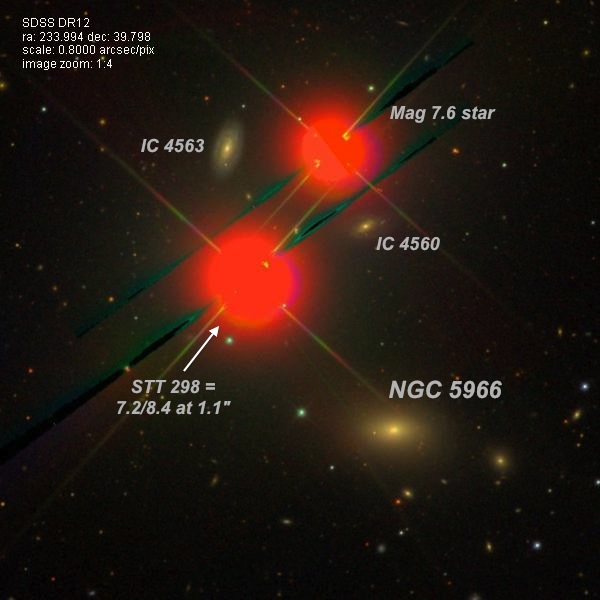 SDSS DR12
ra: 233.994 dec: 39.798
scale: 0.8000 arcsec/pix
image zoom: 1:4
Mag 7.6 star
IC 4563
IC 4560
STT 298 =
7.2/8.4 at 1.1"
NGC 5966